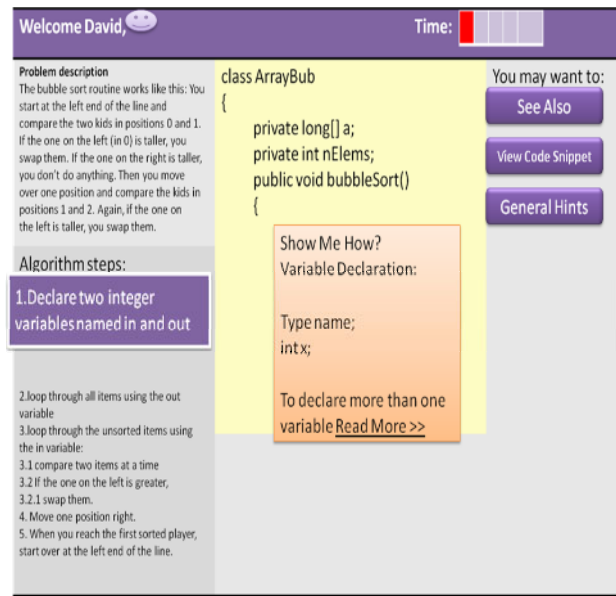 Welcome David,
Time:
Problem description
The bubble sort routine works like this: You
start at the left end of the line and
compare the two kids in positions 0 and 1.
If the one on the left (in 0) is taller, you
swap them. If the one on the right is taller,
you don't do anything. Then you move
over one position and compare the kids in
positions 1 and 2. Again, if the one on
the left is taller, you swap them.
Algorithm steps:
1.Declare two integer
variables named in and out
2.loop through all items using the out
variable
3.loop through the unsorted items using
the in variable:
3.1 compare two items at a time
3.2 If the one on the left is greater,
3.2.1 swap them.
4. Move one position right.
5. When you reach the first sorted player,
start over at the left end of the line.
class ArrayBub
{
private long[] a;
private int nElems;
public void bubbleSort()
{
Show Me How?
Variable Declaration:
Type name;
int x;
To declare more than one
variable Read More >>
You may want to:
See Also
View Code Snippet
General Hints